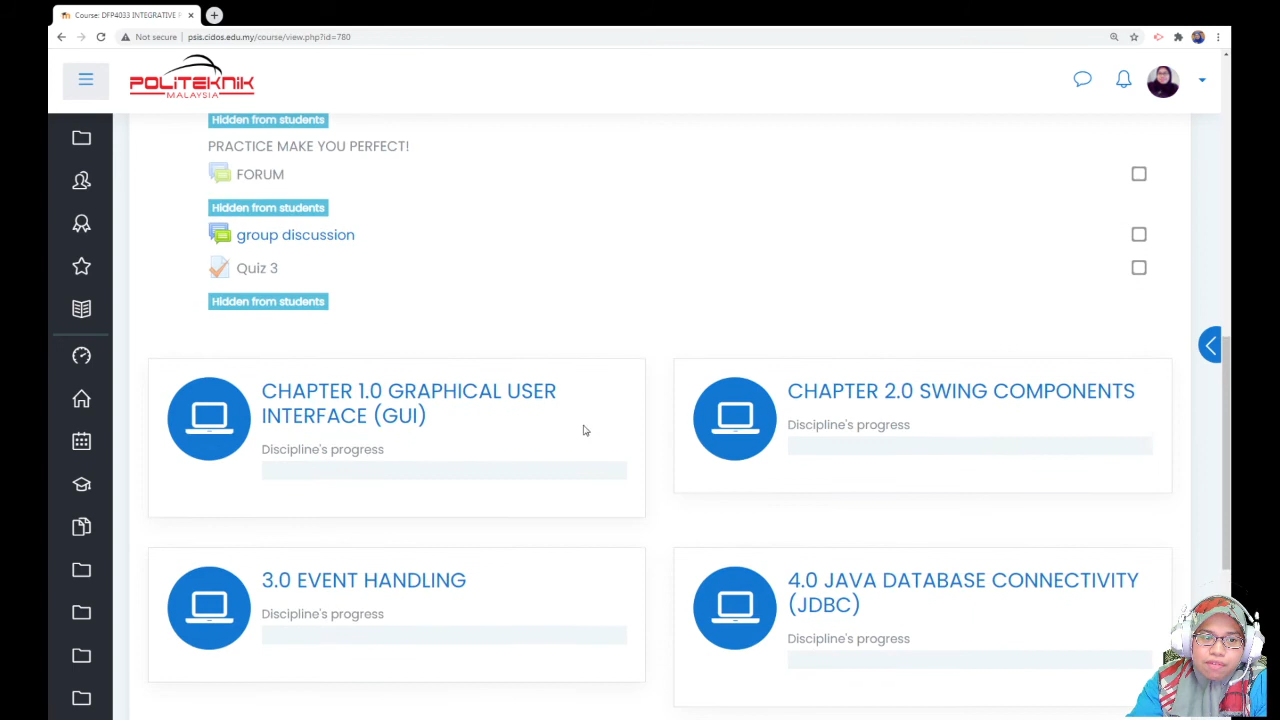 Course: DFP4033 INTEGRATIVE P
Not secure | psis.cidos.edu.my/course/view.php?id=780
POLITEKNIK
MALAYSIA
Hidden from students
PRACTICE MAKE YOU PERFECT!
FORUM
Hidden from students
group discussion
Quiz 3
Hidden from students
CHAPTER 1.0 GRAPHICAL USER
INTERFACE (GUI)
Discipline's progress
CHAPTER 2.0 SWING COMPONENTS
Discipline's progress
3.0 EVENT HANDLING
Discipline's progress
4.0 JAVA DATABASE CONNECTIVITY
(JDBC)
Discipline's progress